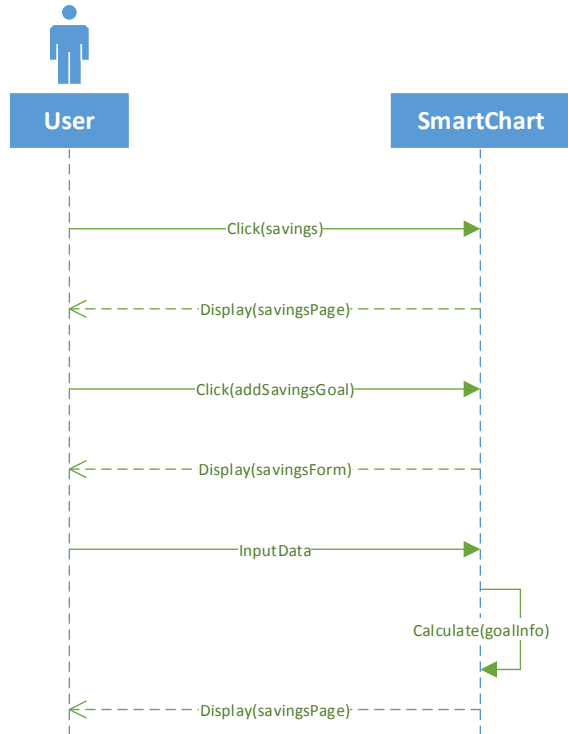 User
SmartChart
Click(savings)
Display(savingsPage)
Click(addSavingsGoal)
Display(savingsForm)
InputData
Calculate(goalInfo)
Display(savingsPage)